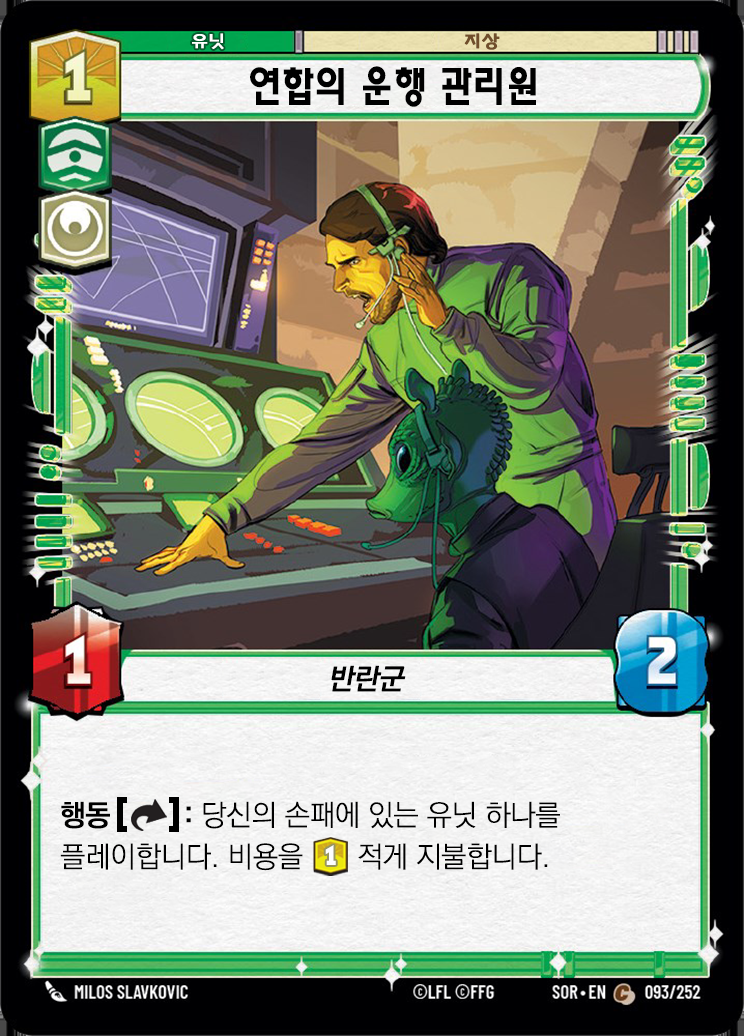 유닛
지상
1
연합의 운행 관리원
1
반란군
2
행동 [ ]: 당신의 손패에 있는 유닛 하나를
플레이합니다. 비용을 1 적게 지불합니다.
MILOS SLAVKOVIC
©LFL ©FFG
SOR • EN C 093/252